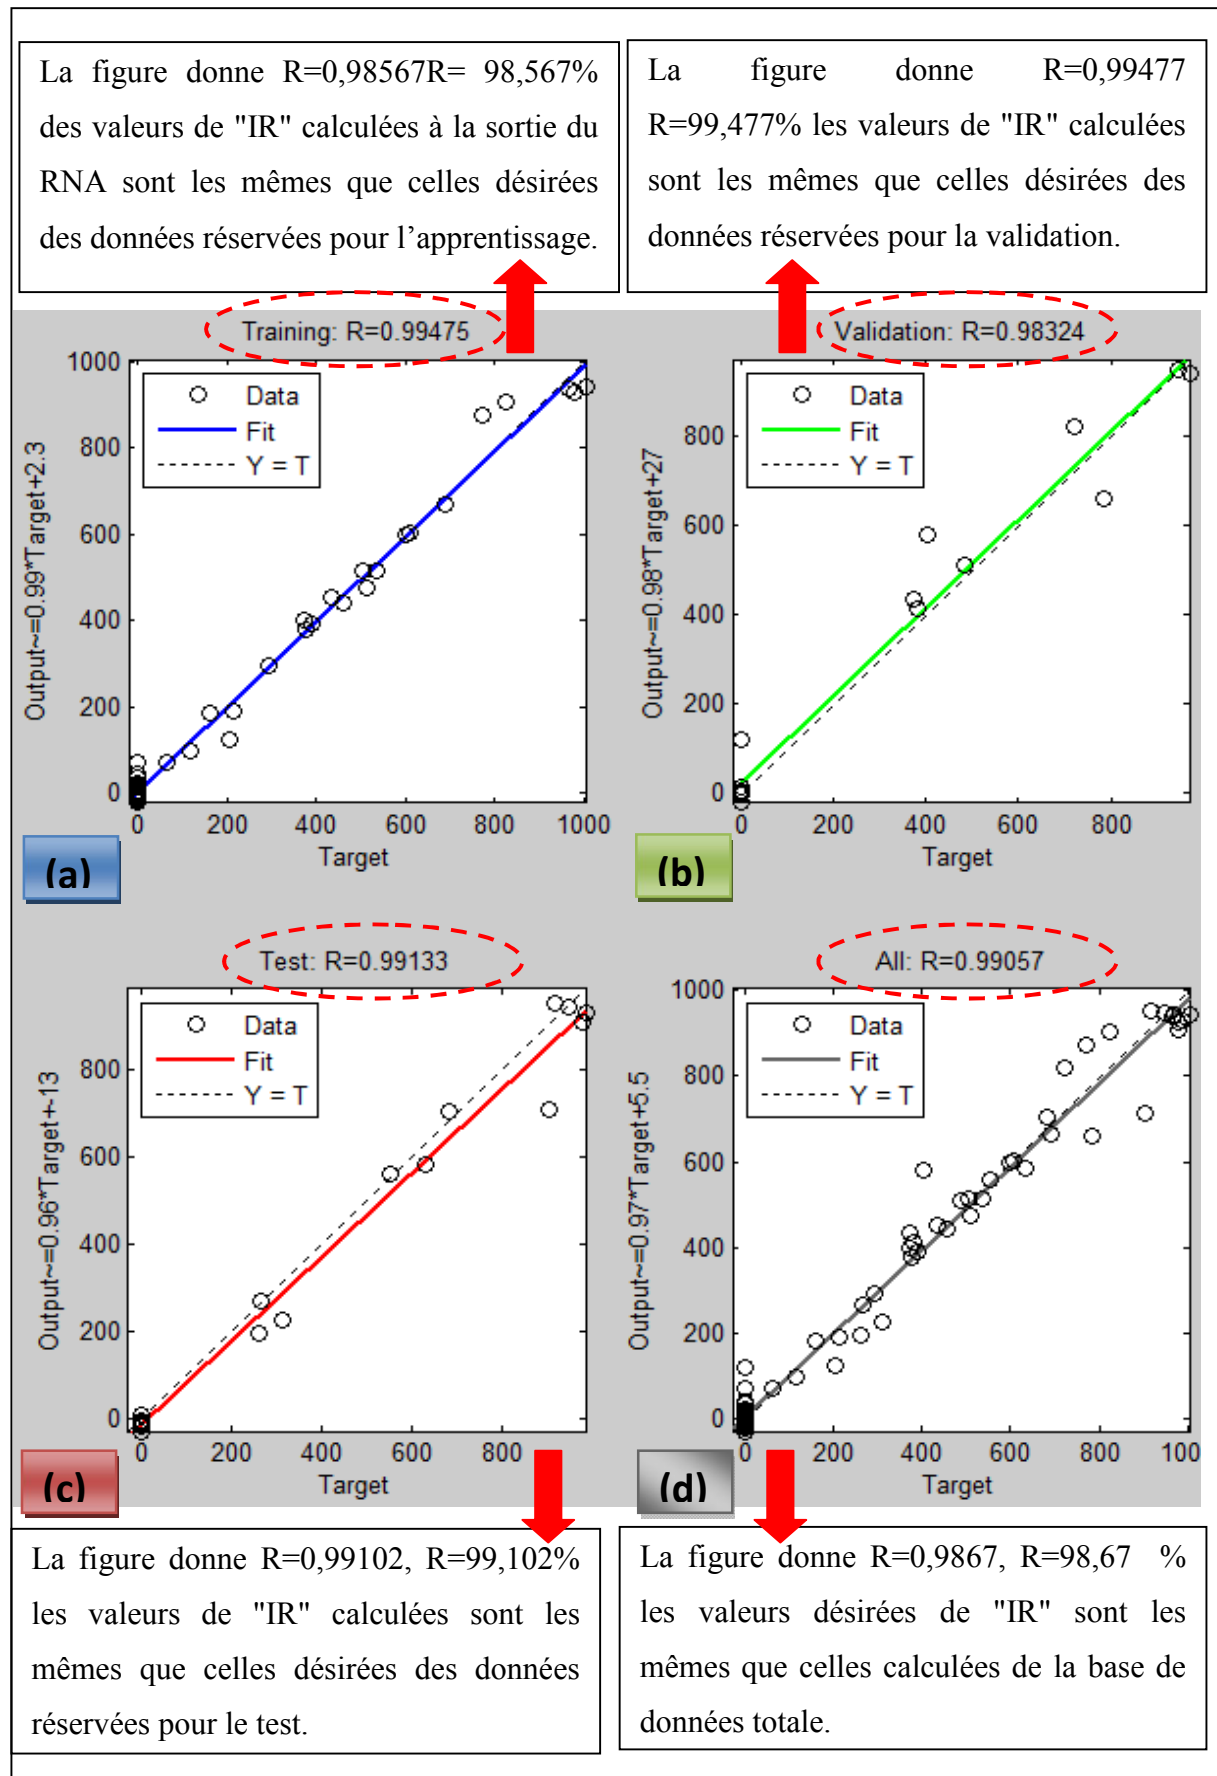 La figure donne R=0,98567R= 98,567%
des valeurs de "IR" calculées à la sortie du
RNA sont les mêmes que celles désirées
des données réservées pour l’apprentissage.
La figure donne R=0,99477
R=99,477% les valeurs de "IR" calculées
sont les mêmes que celles désirées des
données réservées pour la validation.
Training: R=0.99475
Output~=0.99*Target+2.3
1000
800
600
400
200
0
Data
Fit
Y = T
0 200 400 600 800 1000
Target
(a)
Validation: R=0.98324
Output~=0.98*Target+27
800
600
400
200
0
Data
Fit
Y = T
0 200 400 600 800
Target
(b)
Test: R=0.99133
Output~=0.96*Target+-13
800
600
400
200
0
Data
Fit
Y = T
0 200 400 600 800
Target
(c)
All: R=0.99057
Output~=0.97*Target+5.5
1000
800
600
400
200
0
Data
Fit
Y = T
0 200 400 600 800 1000
Target
(d)
La figure donne R=0,99102, R=99,102%
les valeurs de "IR" calculées sont les
mêmes que celles désirées des données
réservées pour le test.
La figure donne R=0,9867, R=98,67 %
les valeurs désirées de "IR" sont les
mêmes que celles calculées de la base de
données totale.